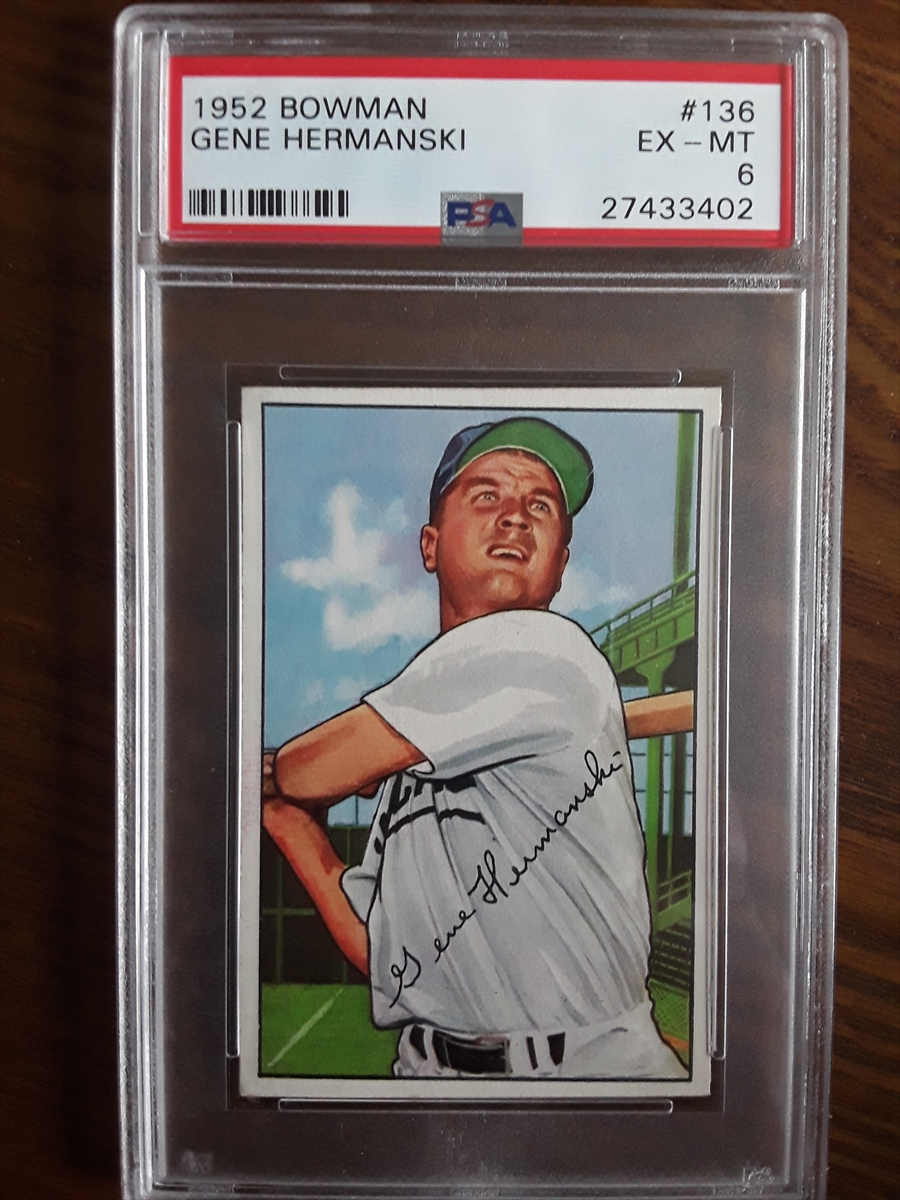 1952 BOWMAN #136
GENE HERMANSKI EX - MT
6
PSA 27433402
Gene Hermanski